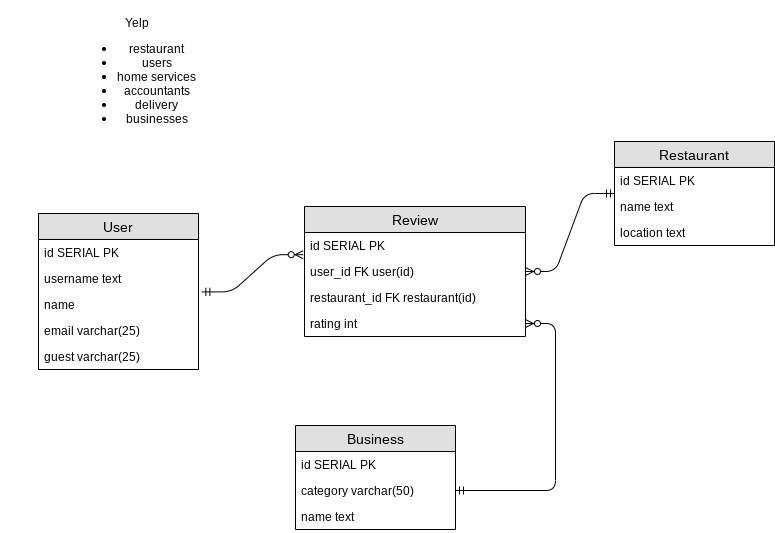 Yelp
restaurant
users
home services
accountants
delivery
businesses
Restaurant
id SERIAL PK
name text
location text
User
id SERIAL PK
username text
name
email varchar(25)
guest varchar(25)
Review
id SERIAL PK
user_id FK user(id)
restaurant_id FK restaurant(id)
rating int
Business
id SERIAL PK
category varchar(50)
name text